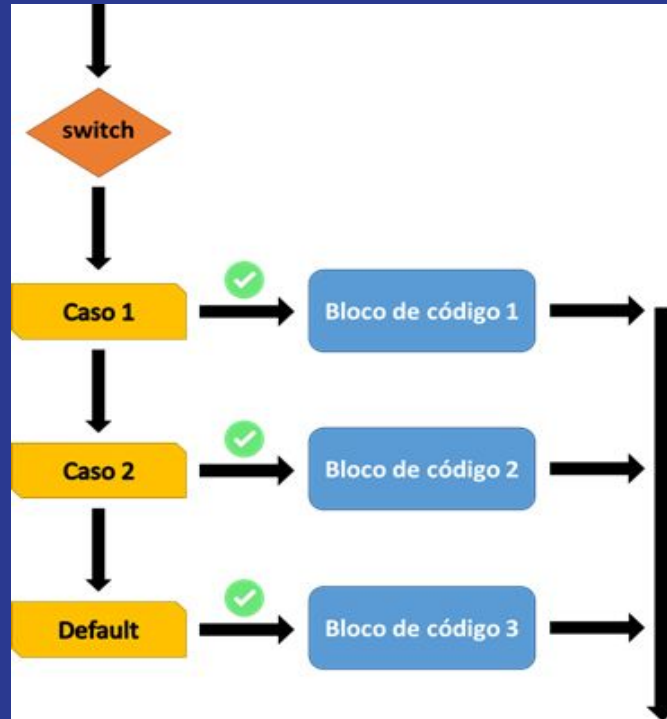 switch
Caso 1
Bloco de código 1
Caso 2
Bloco de código 2
Default
Bloco de código 3